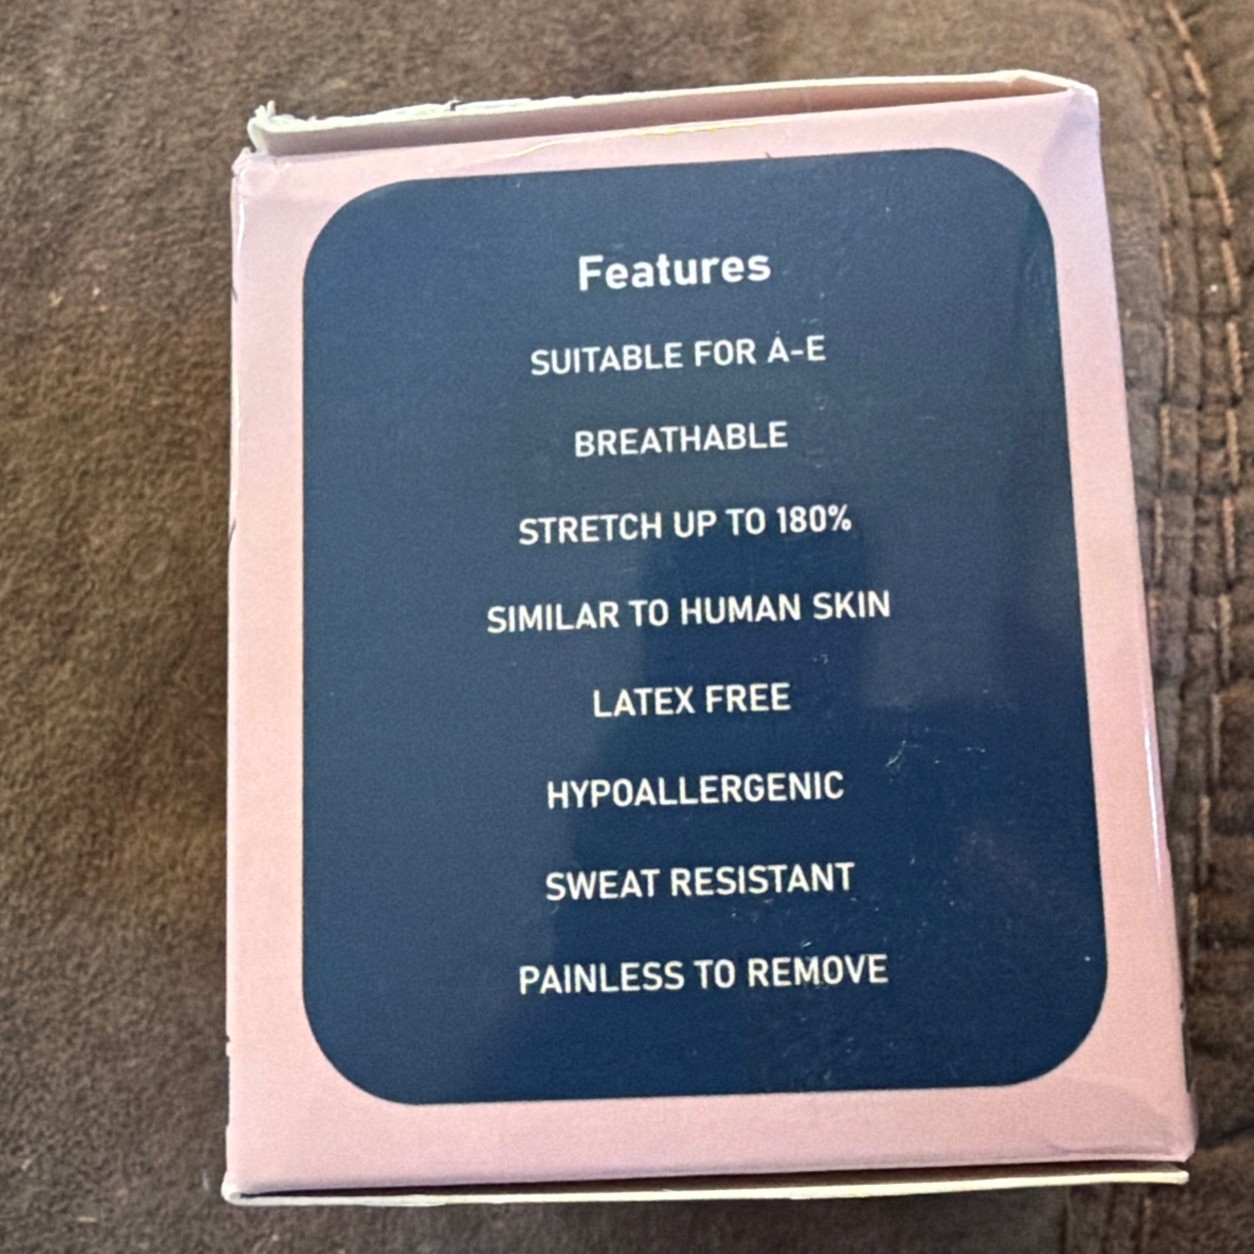 Features
SUITABLE FOR A-E
BREATHABLE
STRETCH UP TO 180%
SIMILAR TO HUMAN SKIN
LATEX FREE
HYPOALLERGENIC
SWEAT RESISTANT
PAINLESS TO REMOVE